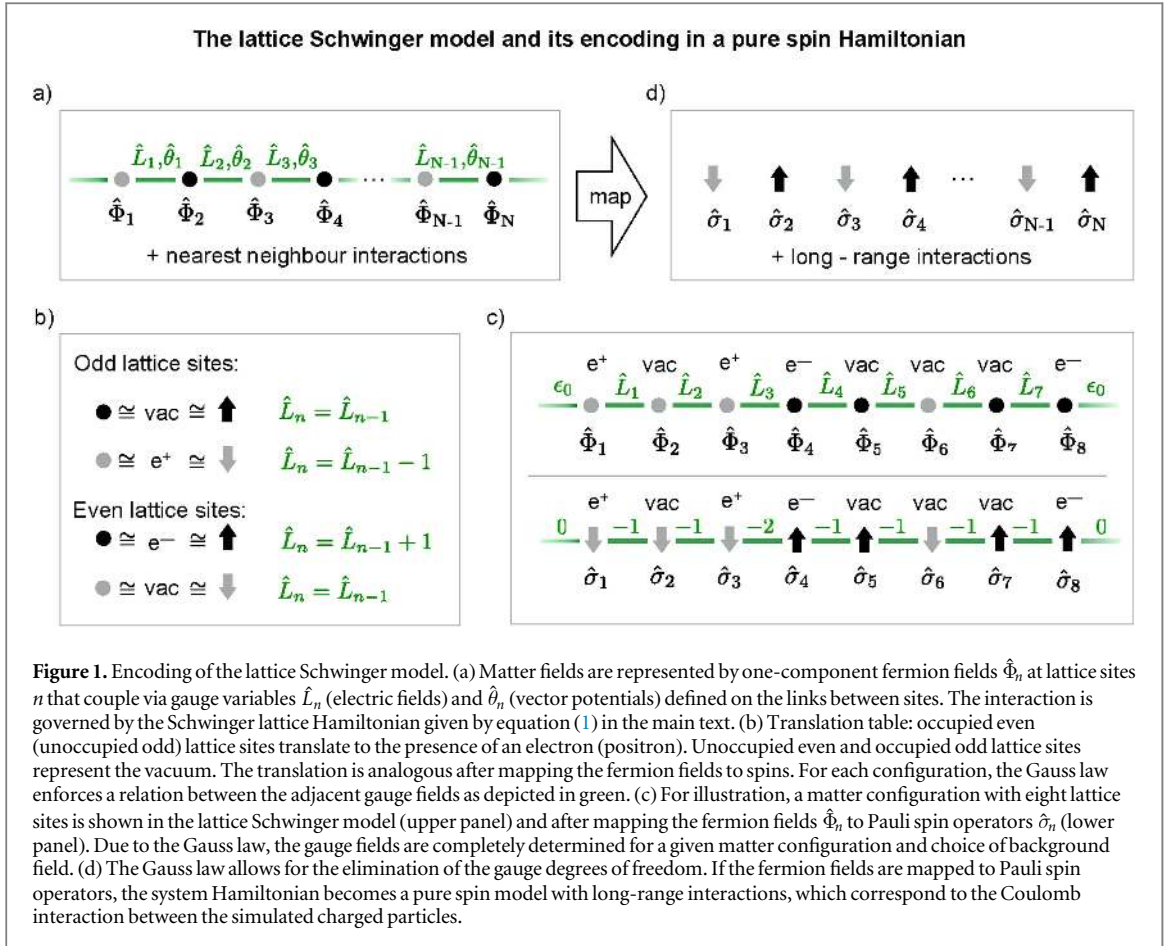 The lattice Schwinger model and its encoding in a pure spin Hamiltonian
a)
L̂₁,θ̂₁ L̂₂,θ̂₂ L̂₃,θ̂₃ L̂N-1,θ̂N-1
...
Φ̂₁ Φ̂₂ Φ̂₃ Φ̂₄ Φ̂N-1 Φ̂N
+ nearest neighbour interactions
map
d)
...
σ̂₁ σ̂₂ σ̂₃ σ̂₄ σ̂N-1 σ̂N
+ long - range interactions
b)
Odd lattice sites:
● ≅ vac ≅ ⬆ L̂ₙ = L̂ₙ₋₁
● ≅ e⁺ ≅ ⬇ L̂ₙ = L̂ₙ₋₁ − 1
Even lattice sites:
● ≅ e− ≅ ⬆ L̂ₙ = L̂ₙ₋₁ + 1
● ≅ vac ≅ ⬇ L̂ₙ = L̂ₙ₋₁
c)
e⁺ vac e⁺ e− vac vac vac e−
ϵ₀ L̂₁ L̂₂ L̂₃ L̂₄ L̂₅ L̂₆ L̂₇ ϵ₀
Φ̂₁ Φ̂₂ Φ̂₃ Φ̂₄ Φ̂₅ Φ̂₆ Φ̂₇ Φ̂₈
e⁺ vac e⁺ e− vac vac vac e−
0 −1 −1 −2 −1 −1 −1 −1 0
σ̂₁ σ̂₂ σ̂₃ σ̂₄ σ̂₅ σ̂₆ σ̂₇ σ̂₈
Figure 1. Encoding of the lattice Schwinger model. (a) Matter fields are represented by one-component fermion fields Φ̂ₙ at lattice sites
n that couple via gauge variables L̂ₙ (electric fields) and θ̂ₙ (vector potentials) defined on the links between sites. The interaction is
governed by the Schwinger lattice Hamiltonian given by equation (1) in the main text. (b) Translation table: occupied even
(unoccupied odd) lattice sites translate to the presence of an electron (positron). Unoccupied even and occupied odd lattice sites
represent the vacuum. The translation is analogous after mapping the fermion fields to spins. For each configuration, the Gauss law
enforces a relation between the adjacent gauge fields as depicted in green. (c) For illustration, a matter configuration with eight lattice
sites is shown in the lattice Schwinger model (upper panel) and after mapping the fermion fields Φ̂ₙ to Pauli spin operators σ̂ₙ (lower
panel). Due to the Gauss law, the gauge fields are completely determined for a given matter configuration and choice of background
field. (d) The Gauss law allows for the elimination of the gauge degrees of freedom. If the fermion fields are mapped to Pauli spin
operators, the system Hamiltonian becomes a pure spin model with long-range interactions, which correspond to the Coulomb
interaction between the simulated charged particles.